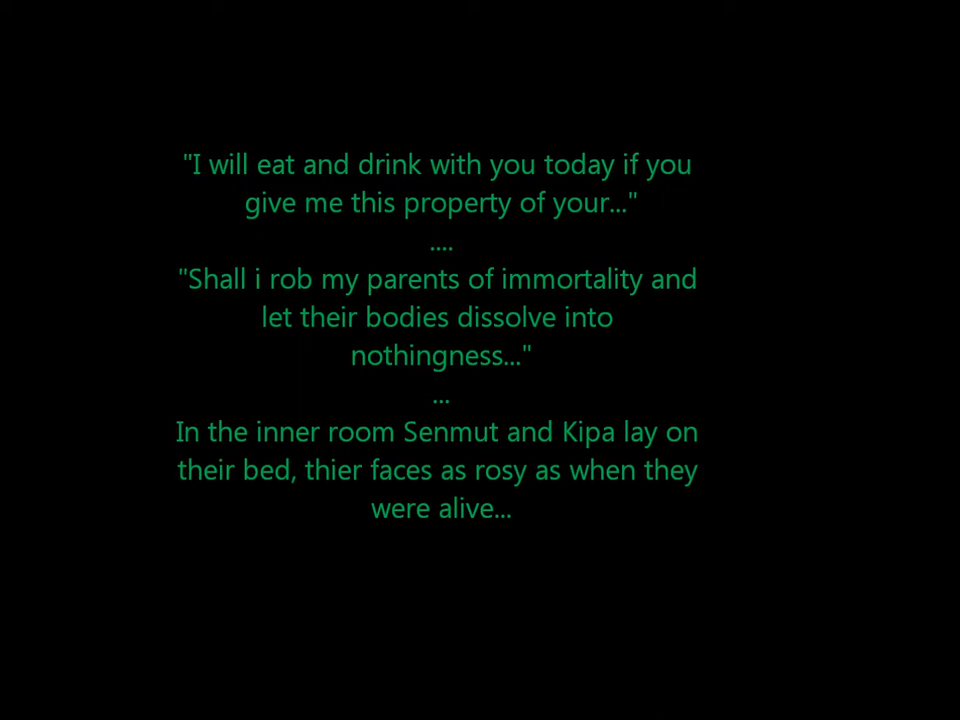 "I will eat and drink with you today if you
give me this property of your..."
....
"Shall i rob my parents of immortality and
let their bodies dissolve into
nothingness..."
...
In the inner room Senmut and Kipa lay on
their bed, thier faces as rosy as when they
were alive...